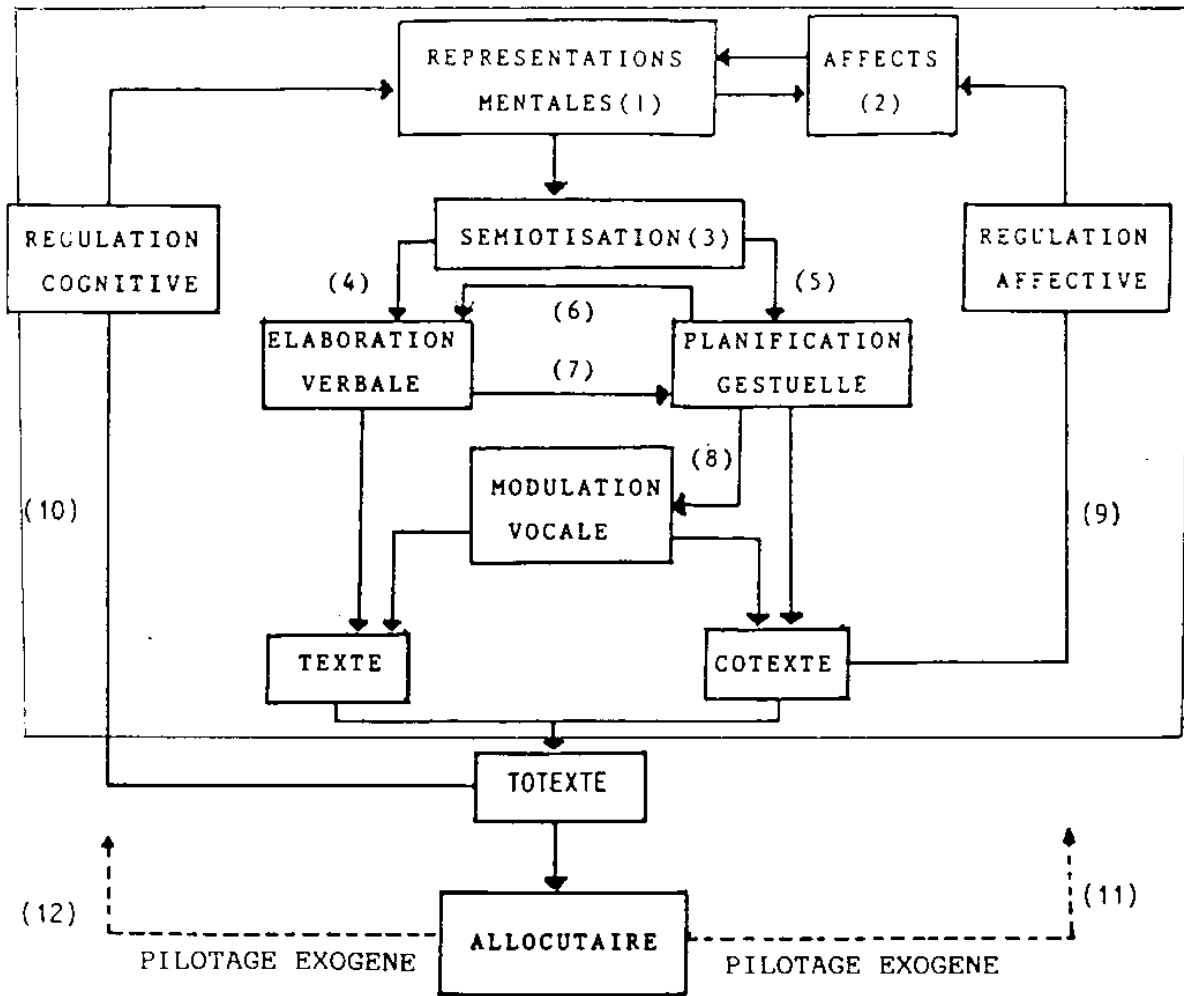 REPRESENTATIONS
MENTALES(1)
AFFECTS
(2)
REGULATION
COGNITIVE
SEMIOTISATION(3)
REGULATION
AFFECTIVE
(4)
(5)
(6)
ELABORATION
VERBALE
(7)
PLANIFICATION
GESTUELLE
(8)
MODULATION
VOCALE
(10)
(9)
TEXTE
COTEXTE
TOTEXTE
(12)
(11)
ALLOCUTAIRE
PILOTAGE EXOGENE
PILOTAGE EXOGENE